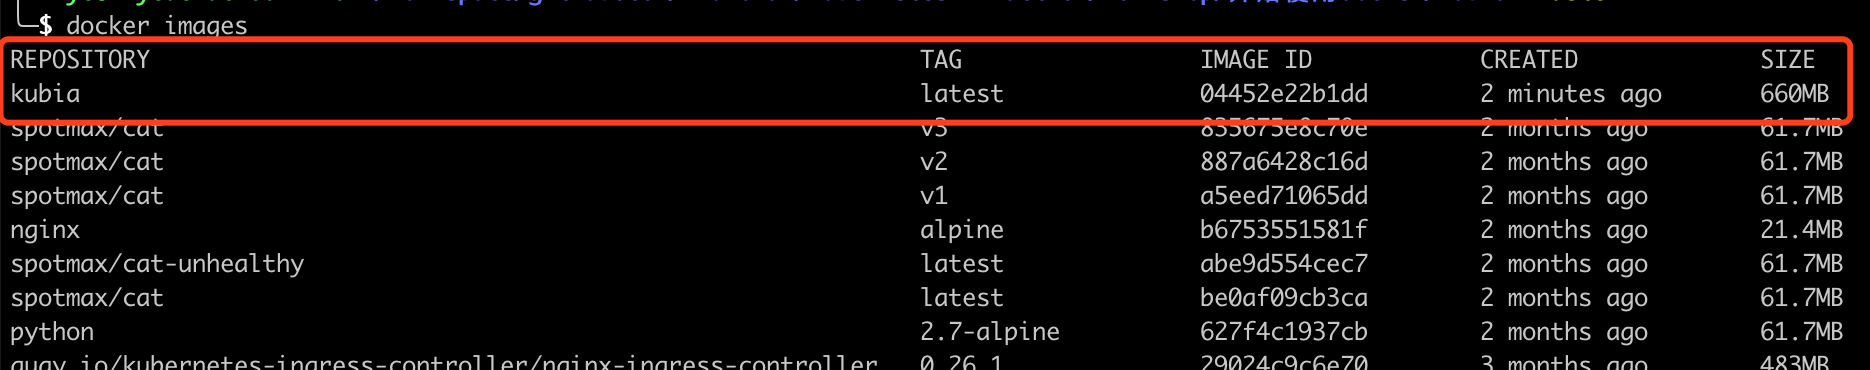 $ docker images
REPOSITORY TAG IMAGE ID CREATED SIZE
kubia latest 04452e22b1dd 2 minutes ago 660MB
spotmax/cat v3 835675e8c70e 2 months ago 61.7MB
spotmax/cat v2 887a6428c16d 2 months ago 61.7MB
spotmax/cat v1 a5eed71065dd 2 months ago 61.7MB
nginx alpine b6753551581f 2 months ago 21.4MB
spotmax/cat-unhealthy latest abe9d554cec7 2 months ago 61.7MB
spotmax/cat latest be0af09cb3ca 2 months ago 61.7MB
python 2.7-alpine 627f4c1937cb 2 months ago 61.7MB
quay.io/kubernetes-ingress-controller/nginx-ingress-controller 0.26.1 29024c9c6e70 3 months ago 483MB